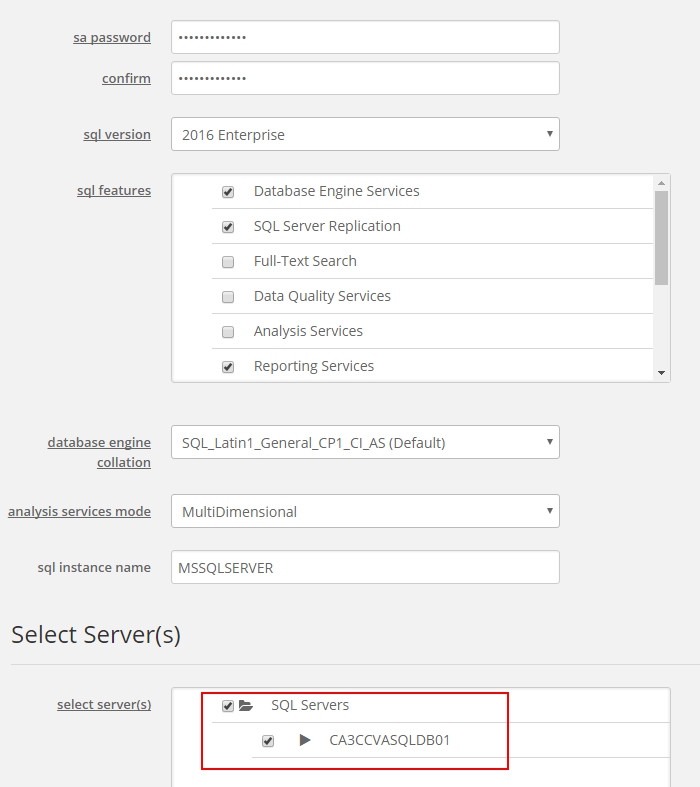 sa password •••••••••••••
confirm •••••••••••••
sql version 2016 Enterprise
sql features
Database Engine Services
SQL Server Replication
Full-Text Search
Data Quality Services
Analysis Services
Reporting Services
database engine
collation
SQL_Latin1_General_CP1_CI_AS (Default)
analysis services mode MultiDimensional
sql instance name MSSQLSERVER
Select Server(s)
select server(s)
SQL Servers
CA3CCVASQLDB01